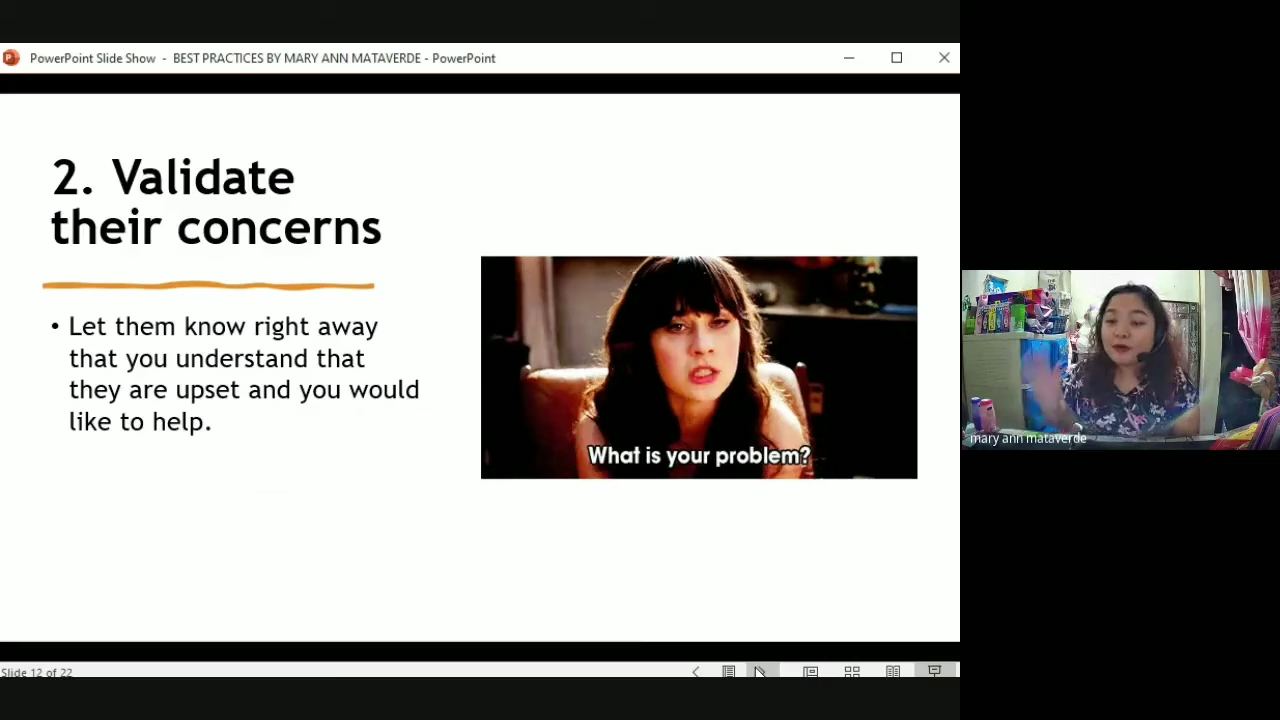 PowerPoint Slide Show - BEST PRACTICES BY MARY ANN MATAVERDE - PowerPoint
2. Validate
their concerns
• Let them know right away
that you understand that
they are upset and you would
like to help.
What is your problem?
mary ann mataverde
Slide 12 of 22